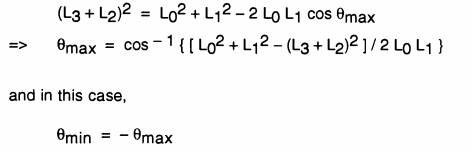 (L3 + L2)² = L0² + L1² – 2 L0 L1 cos θmax
=> θmax = cos – 1 { [ L0² + L1² – (L3 + L2)² ] / 2 L0 L1 }
and in this case,
θmin = – θmax